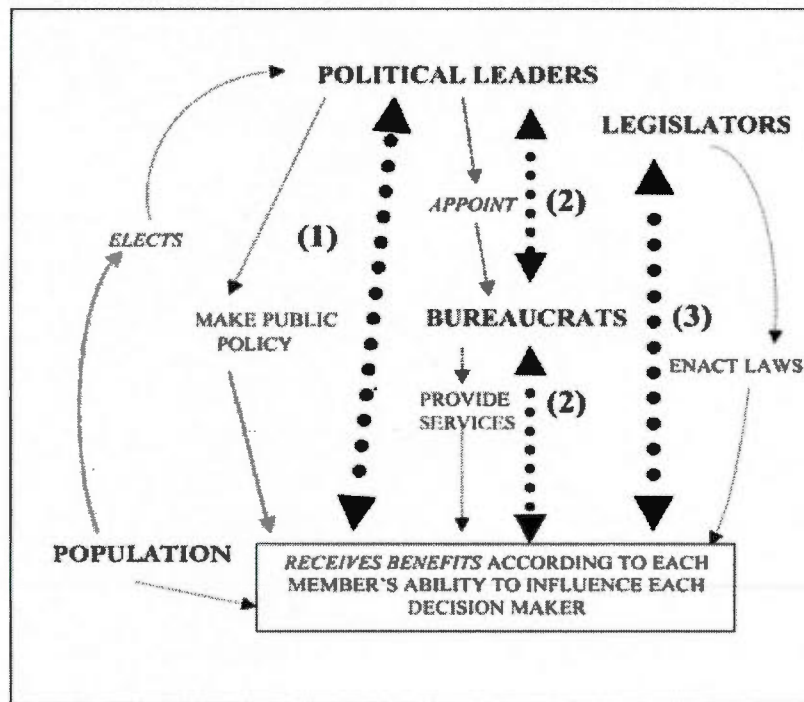 POLITICAL LEADERS
LEGISLATORS
APPOINT
(2)
ELECTS
(1)
MAKE PUBLIC
POLICY
BUREAUCRATS
(3)
ENACT LAWS
PROVIDE
SERVICES
(2)
POPULATION
RECEIVES BENEFITS ACCORDING TO EACH
MEMBER'S ABILITY TO INFLUENCE EACH
DECISION MAKER